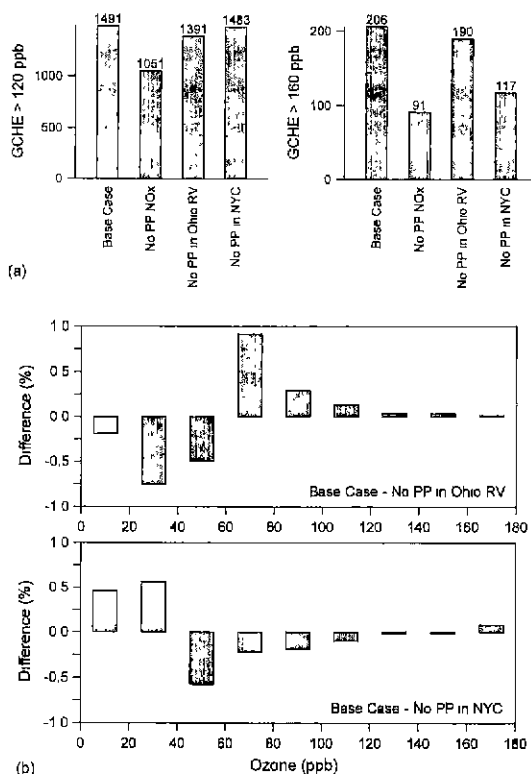 1491
1051
1391
1483
GCHE > 120 ppb
1000
500
0
Base Case
No PP NOx
No PP in Ohio RV
No PP in NYC
206
91
190
117
GCHE > 160 ppb
200
100
0
Base Case
No PP NOx
No PP in Ohio RV
No PP in NYC
(a)
1 0
0 5
0 0
-0 5
-1 0
Difference (%)
Base Case - No PP in Ohio RV
0 20 40 60 80 100 120 140 160 180
1 0
0 5
0 0
-0 5
-1 0
Difference (%)
Base Case - No PP in NYC
0 20 40 60 80 100 120 140 160 180
Ozone (ppb)
(b)